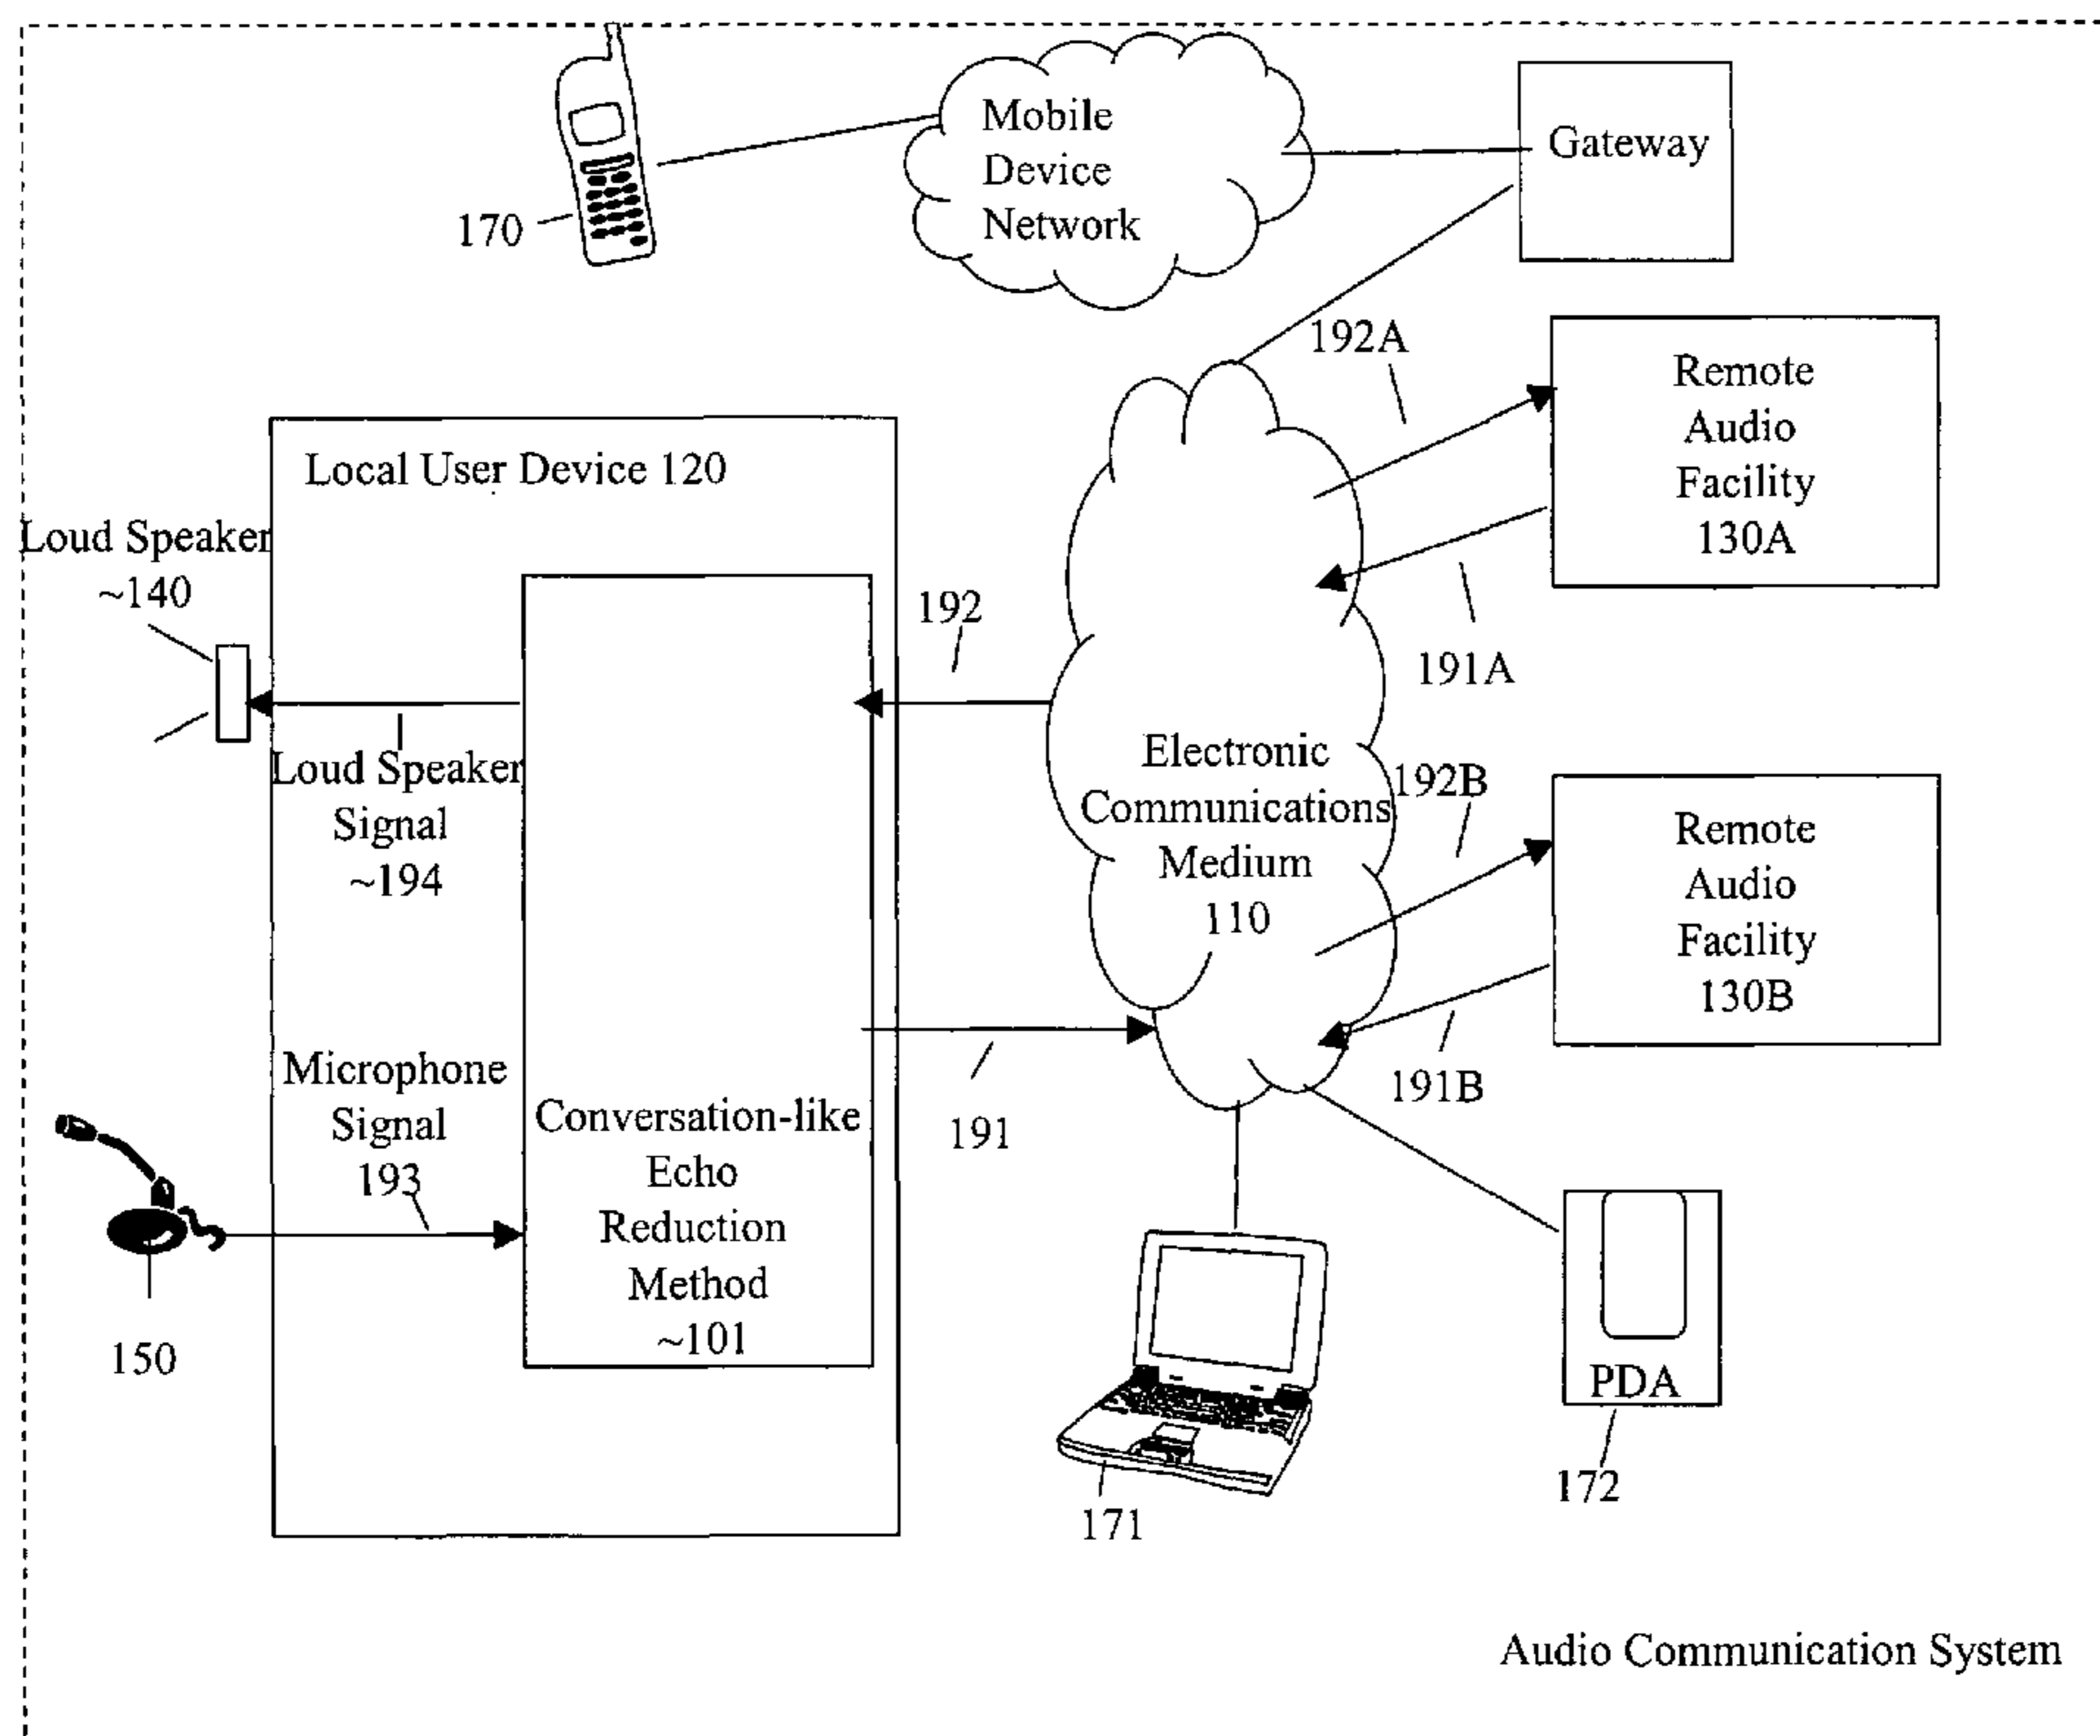 Mobile
Device
Network
Gateway
170
192A
Remote
Audio
Facility
130A
191A
Local User Device 120
Loud Speaker
~140
192
Loud Speaker
Signal
~194
Electronic
Communications
Medium
110
192B
Remote
Audio
Facility
130B
191B
Microphone
Signal
193
Conversation-like
Echo
Reduction
Method
~101
191
150
PDA
172
171
Audio Communication System